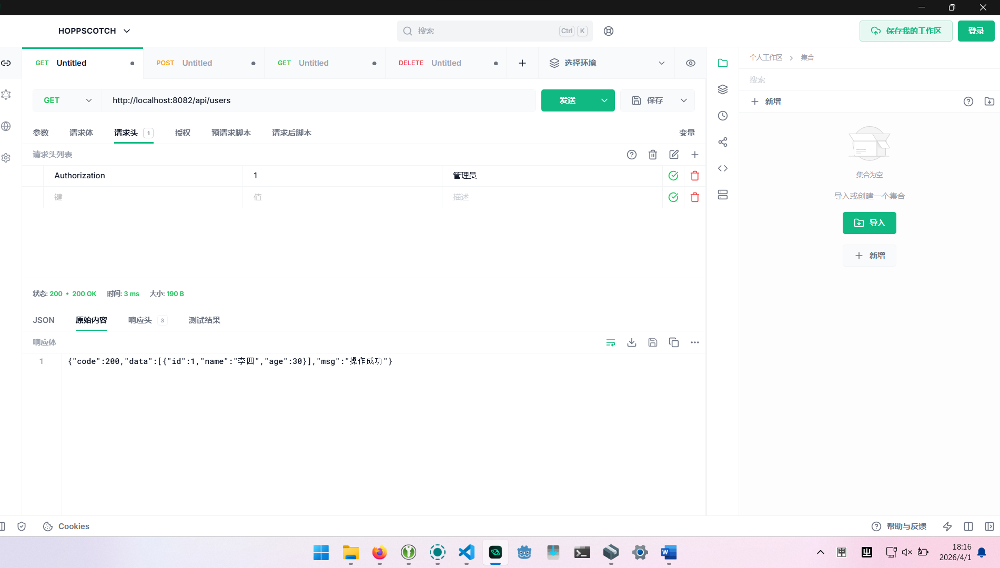 HOPPSCOTCH
搜索
Ctrl K
保存我的工作区
登录
GET Untitled
POST Untitled
GET Untitled
DELETE Untitled
选择环境
个人工作区 集合
搜索
新增
GET
http://localhost:8082/api/users
发送
保存
参数
请求体
请求头 1
授权
预请求脚本
请求后脚本
变量
请求头列表
Authorization 1 管理员
键 值 描述
集合为空
导入或创建一个集合
导入
新增
状态: 200 • 200 OK 时间: 3 ms 大小: 190 B
JSON
原始内容
响应头 3
测试结果
响应体
1 {"code":200,"data":[{"id":1,"name":"李四","age":30}],"msg":"操作成功"}
Cookies
帮助与反馈
18:16
2026/4/1